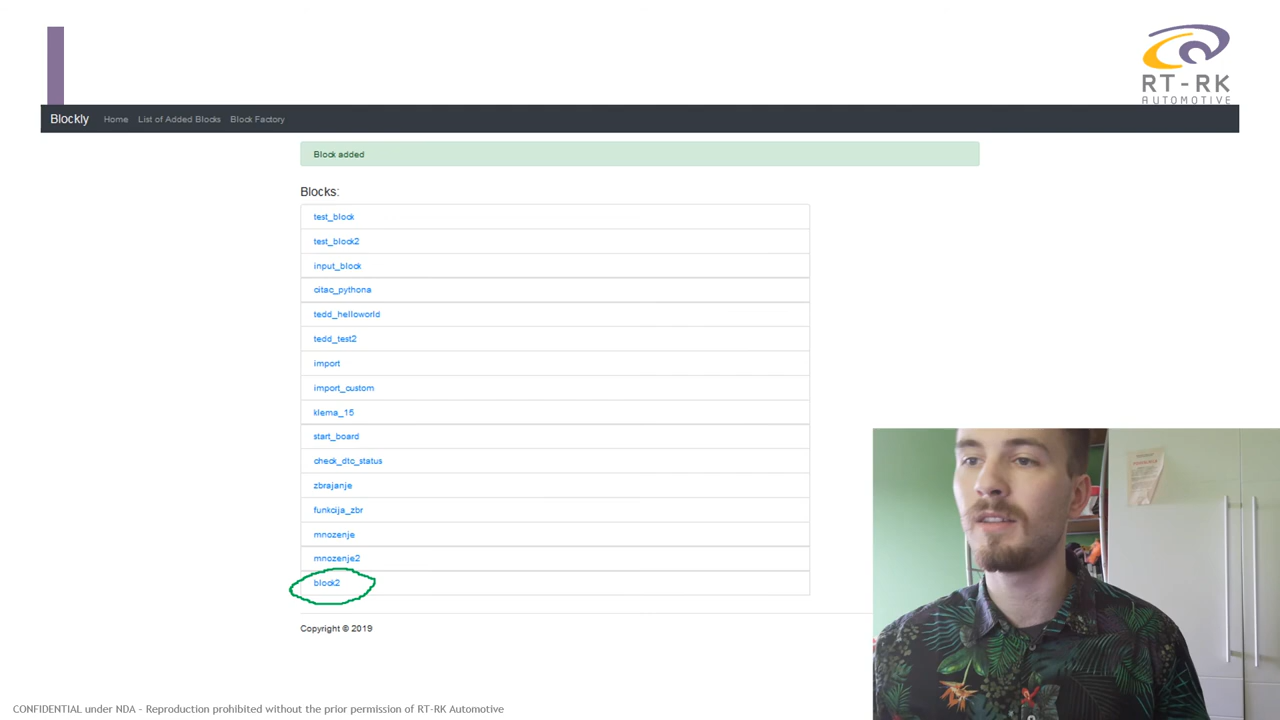 RT-RK
AUTOMOTIVE
Blockly Home List of Added Blocks Block Factory
Block added
Blocks:
test_block
test_block2
input_block
citac_pythona
tedd_helloworld
tedd_test2
import
import_custom
klema_15
start_board
check_dtc_status
zbrajanje
funkcija_zbr
mnozenje
mnozenje2
block2
Copyright © 2019
CONFIDENTIAL under NDA – Reproduction prohibited without the prior permission of RT-RK Automotive